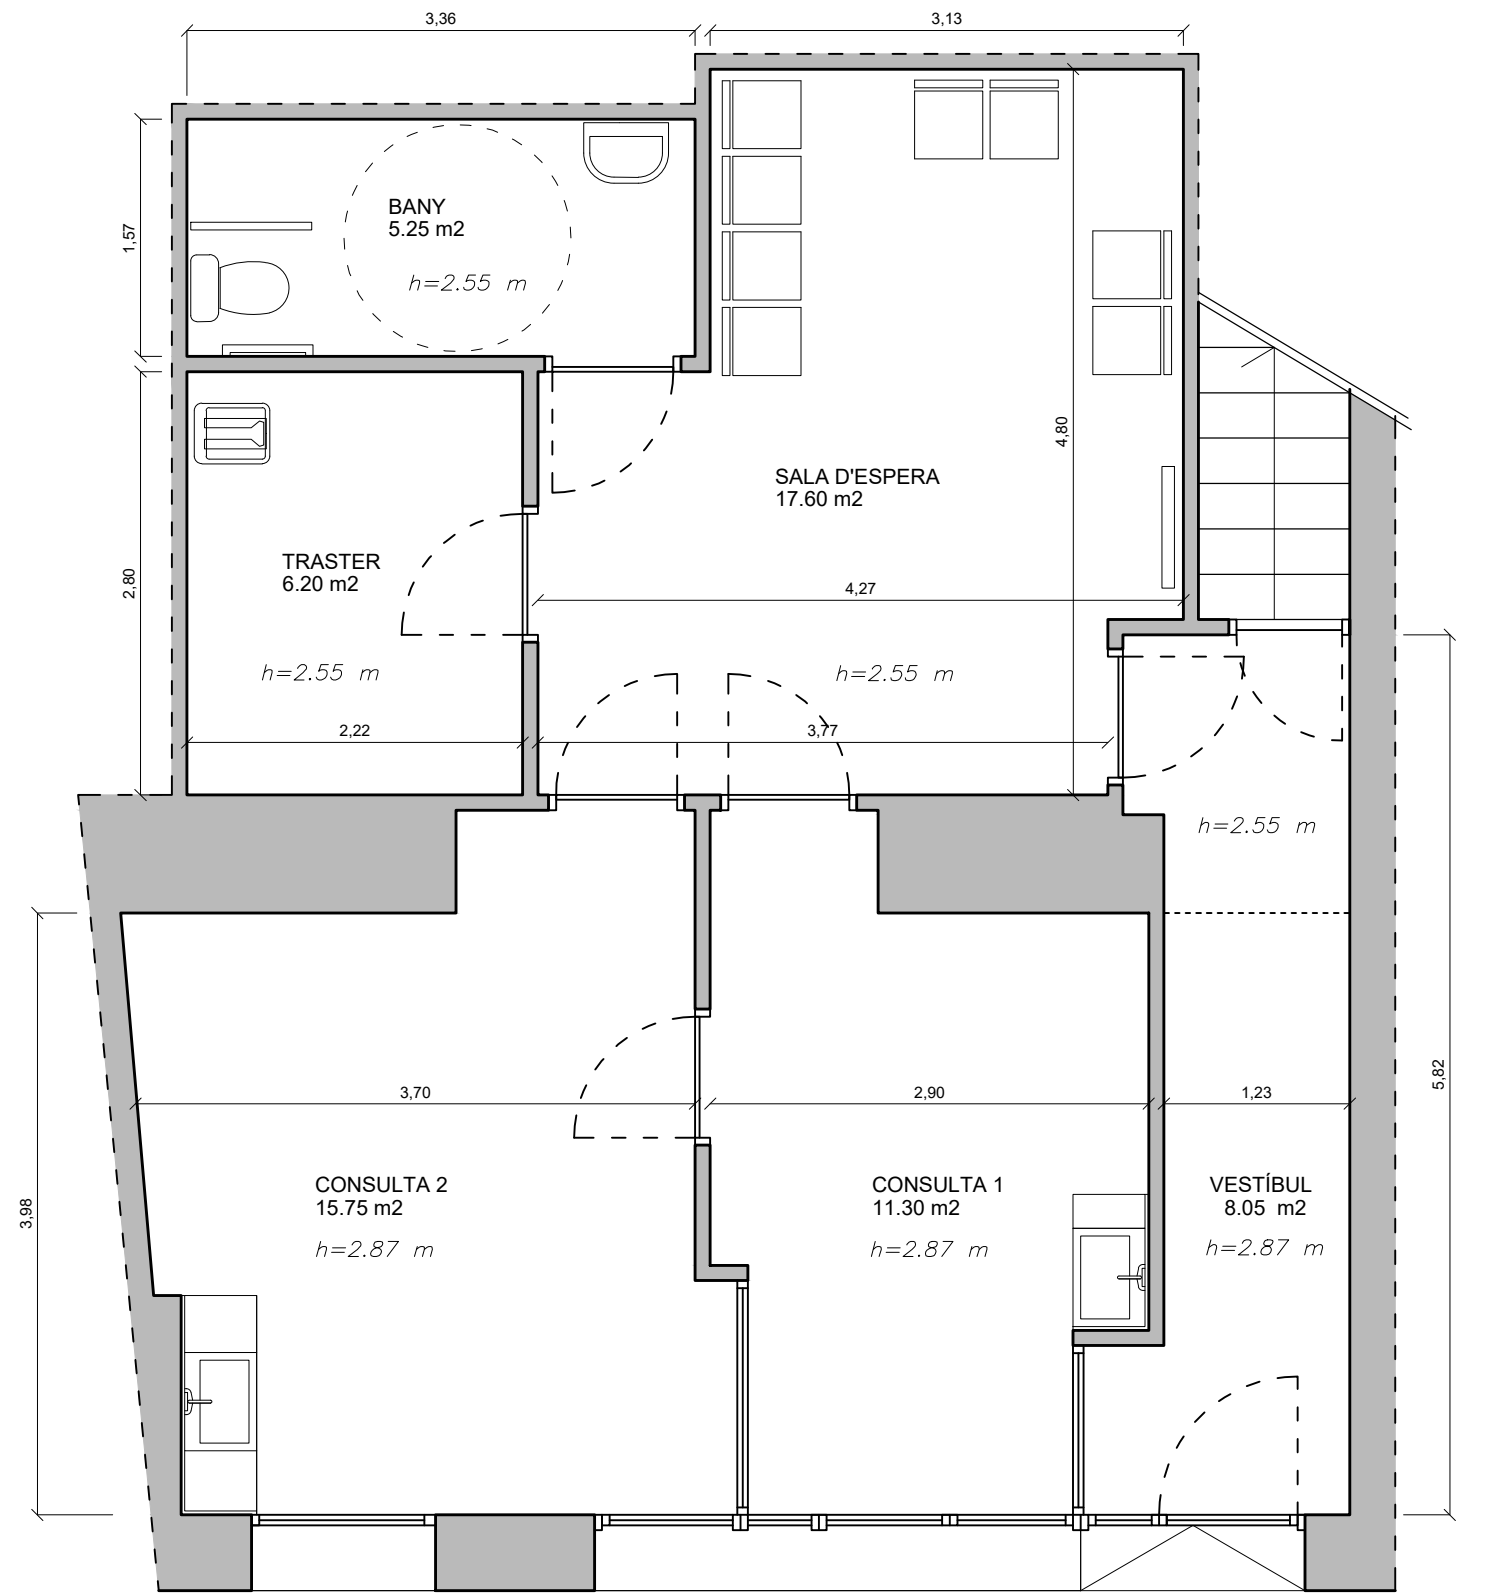 3,36
3,13
BANY
5.25 m2
h=2.55 m
1,57
4,80
SALA D'ESPERA
17.60 m2
TRASTER
6.20 m2
2,80
4,27
h=2.55 m
h=2.55 m
2,22
3,77
h=2.55 m
5,82
3,70
2,90
1,23
CONSULTA 2
15.75 m2
h=2.87 m
CONSULTA 1
11.30 m2
h=2.87 m
VESTÍBUL
8.05 m2
h=2.87 m
3,98